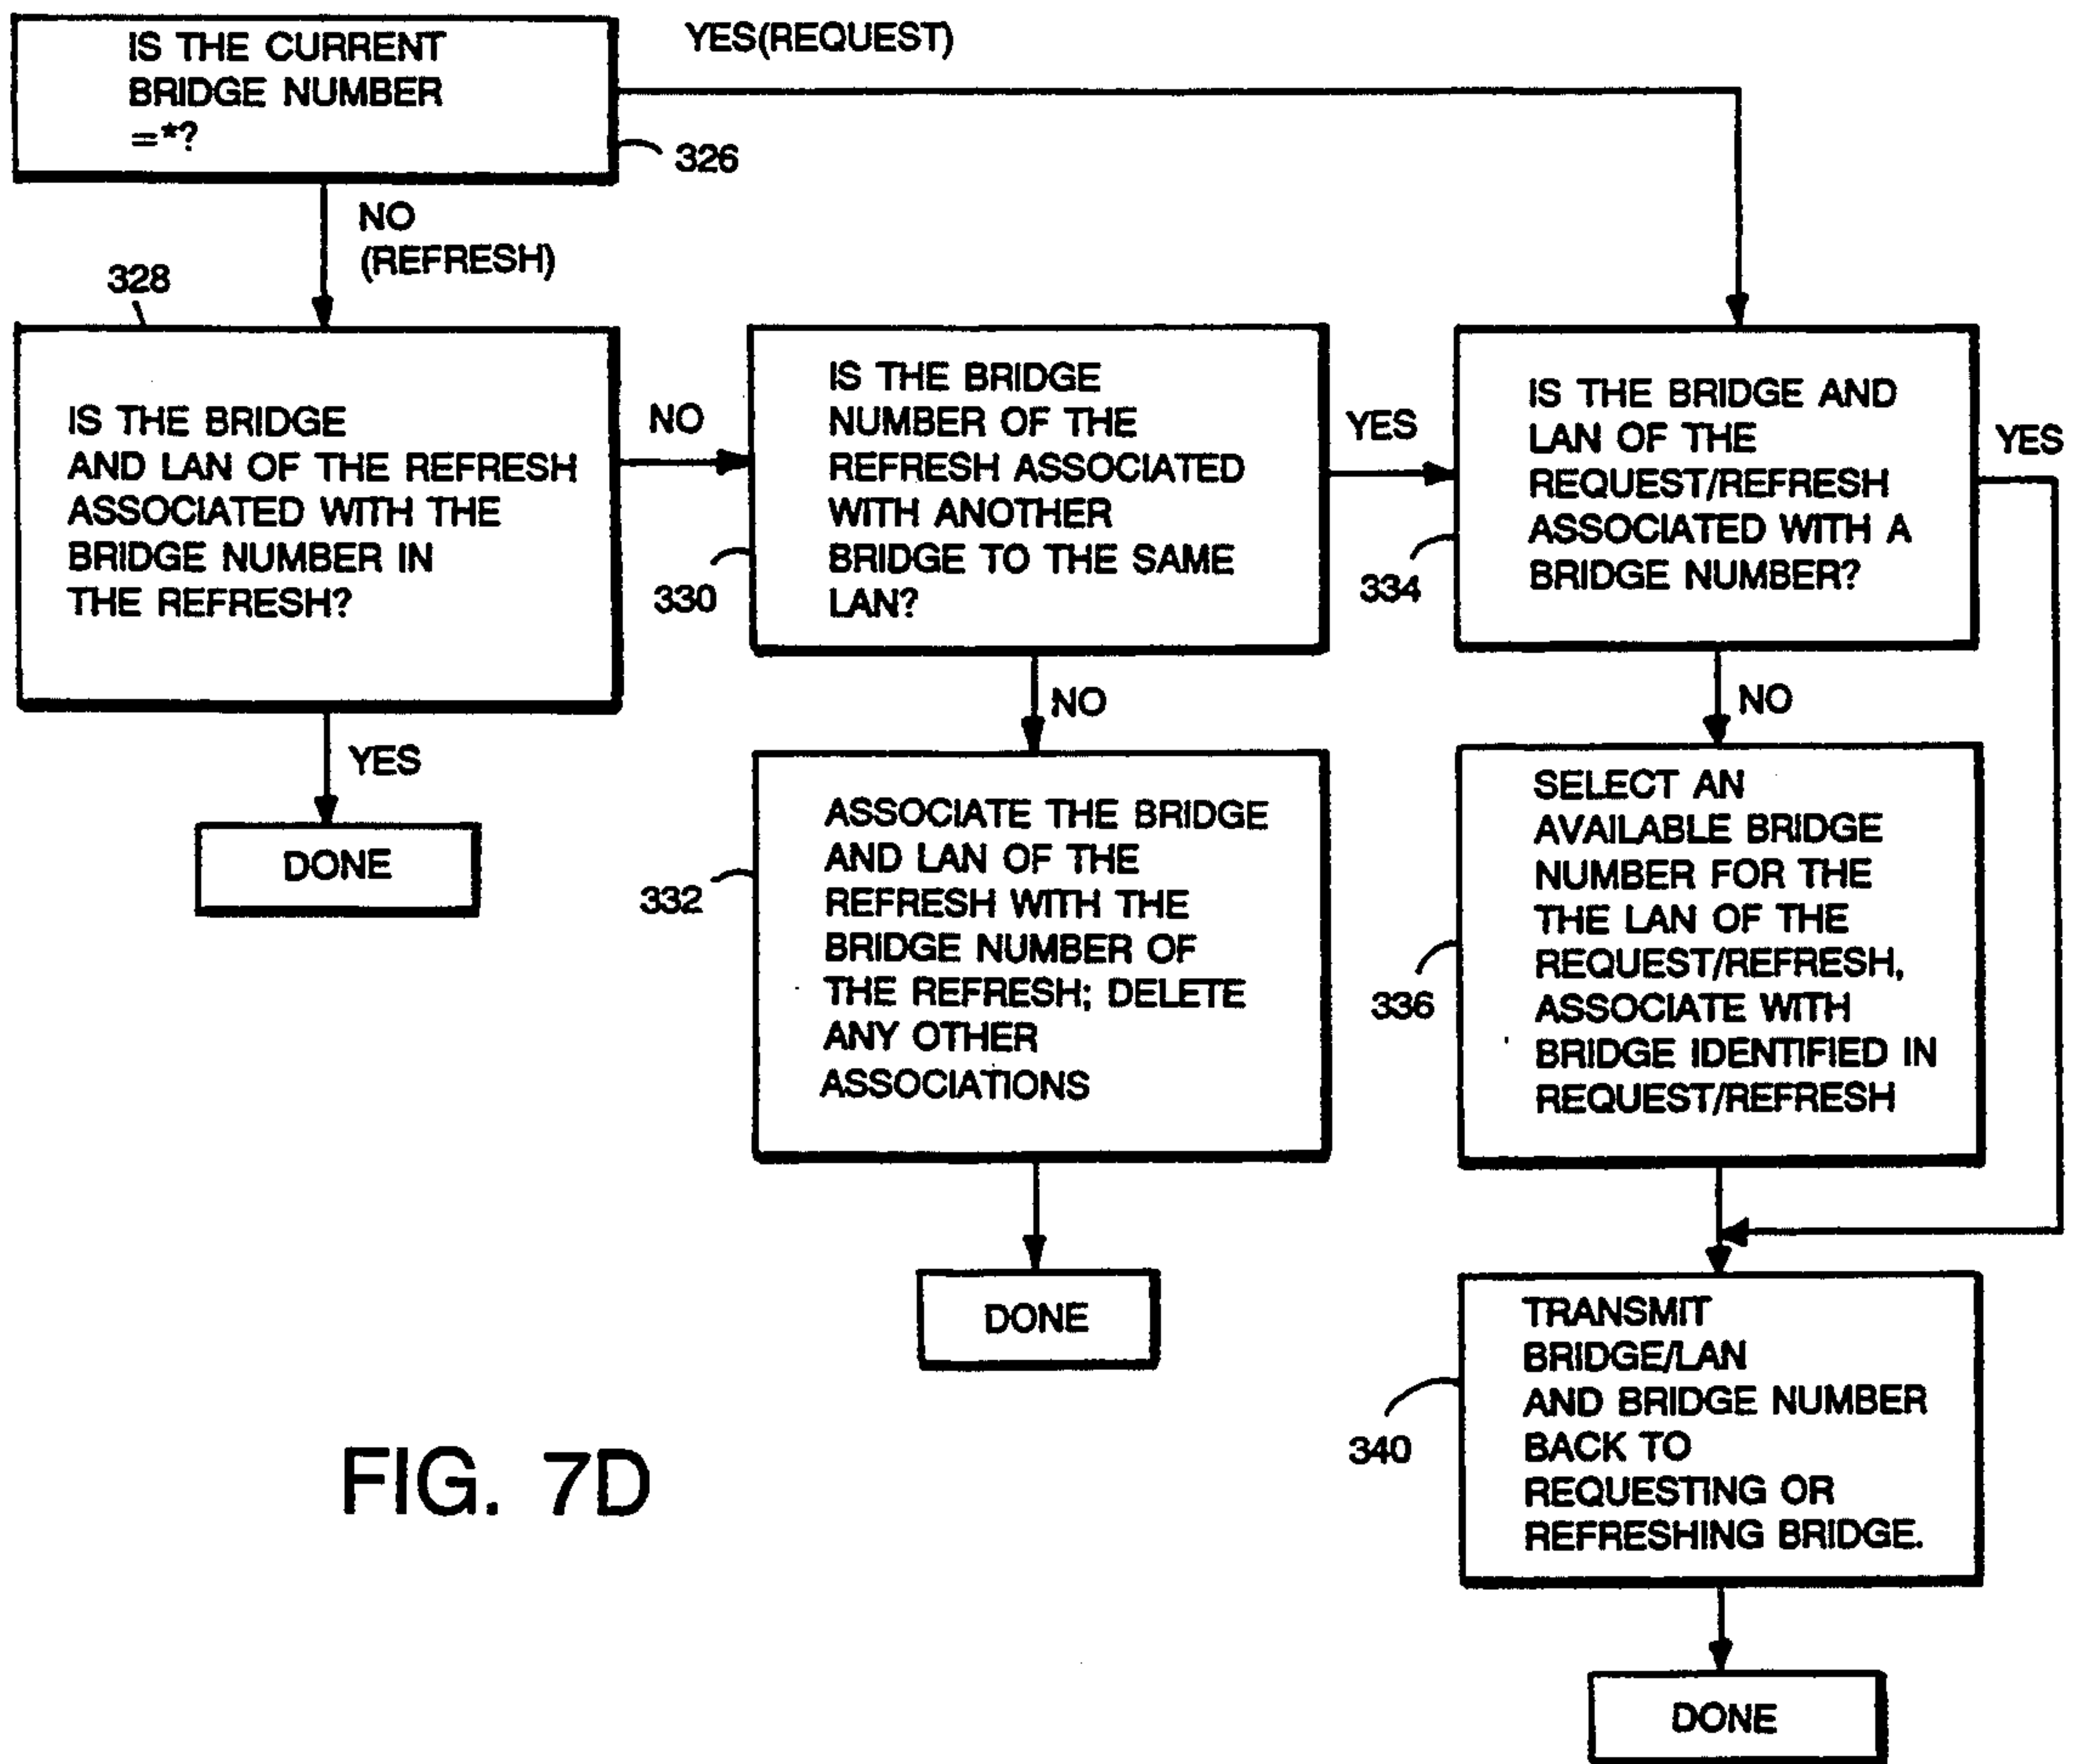 IS THE CURRENT
BRIDGE NUMBER
=*?
326
YES(REQUEST)
NO
(REFRESH)
328
IS THE BRIDGE
AND LAN OF THE REFRESH
ASSOCIATED WITH THE
BRIDGE NUMBER IN
THE REFRESH?
NO
YES
DONE
IS THE BRIDGE
NUMBER OF THE
REFRESH ASSOCIATED
WITH ANOTHER
BRIDGE TO THE SAME
LAN?
330
YES
NO
ASSOCIATE THE BRIDGE
AND LAN OF THE
REFRESH WITH THE
BRIDGE NUMBER OF
THE REFRESH; DELETE
ANY OTHER
ASSOCIATIONS
332
DONE
IS THE BRIDGE AND
LAN OF THE
REQUEST/REFRESH
ASSOCIATED WITH A
BRIDGE NUMBER?
334
YES
NO
SELECT AN
AVAILABLE BRIDGE
NUMBER FOR THE
THE LAN OF THE
REQUEST/REFRESH,
ASSOCIATE WITH
BRIDGE IDENTIFIED IN
REQUEST/REFRESH
336
TRANSMIT
BRIDGE/LAN
AND BRIDGE NUMBER
BACK TO
REQUESTING OR
REFRESHING BRIDGE.
340
DONE
FIG. 7D